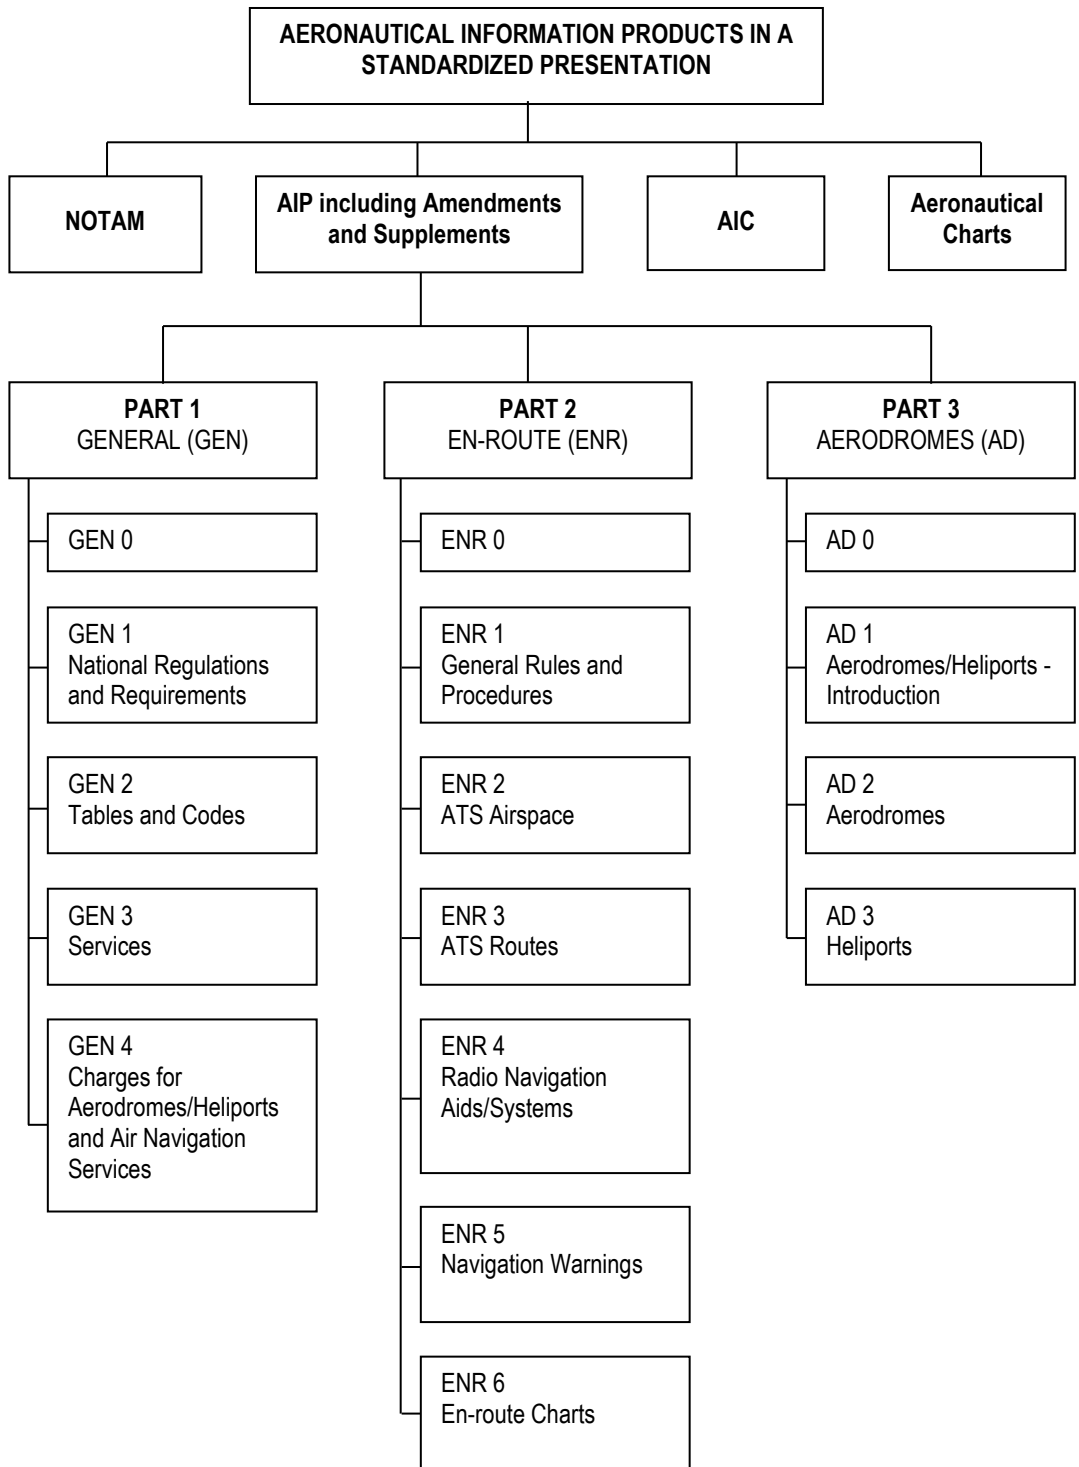 AERONAUTICAL INFORMATION PRODUCTS IN A
STANDARDIZED PRESENTATION
NOTAM
AIP including Amendments
and Supplements
AIC
Aeronautical
Charts
PART 1
GENERAL (GEN)
GEN 0
GEN 1
National Regulations
and Requirements
GEN 2
Tables and Codes
GEN 3
Services
GEN 4
Charges for
Aerodromes/Heliports
and Air Navigation
Services
PART 2
EN-ROUTE (ENR)
ENR 0
ENR 1
General Rules and
Procedures
ENR 2
ATS Airspace
ENR 3
ATS Routes
ENR 4
Radio Navigation
Aids/Systems
ENR 5
Navigation Warnings
ENR 6
En-route Charts
PART 3
AERODROMES (AD)
AD 0
AD 1
Aerodromes/Heliports -
Introduction
AD 2
Aerodromes
AD 3
Heliports